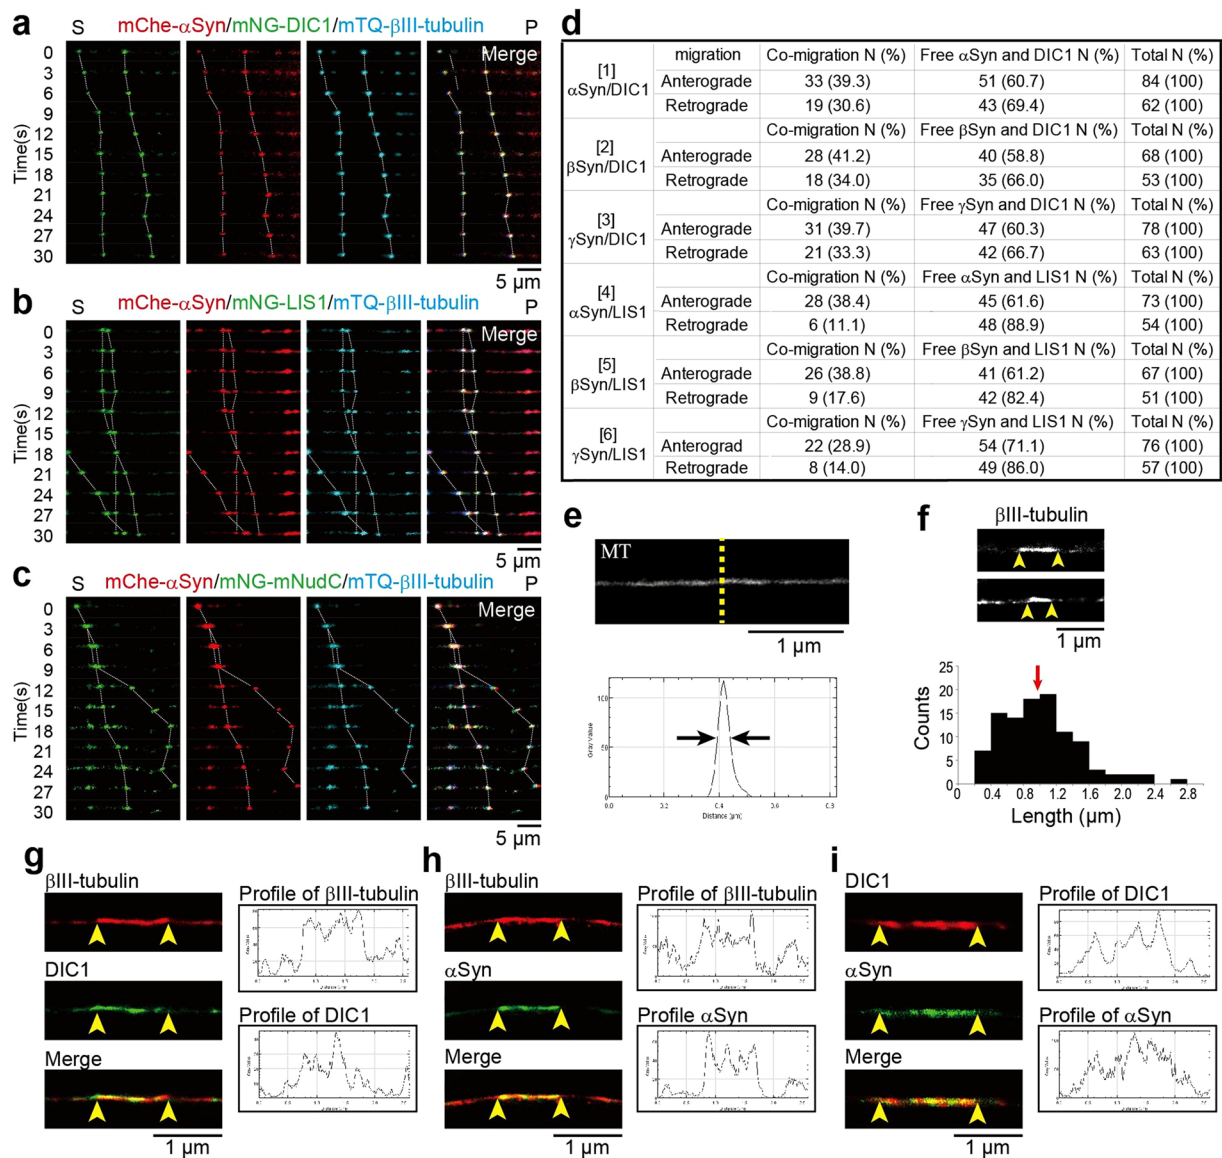 a
S mChe-αSyn/mNG-DIC1/mTQ-βIII-tubulin P
Merge
Time(s)
0
3
6
9
12
15
18
21
24
27
30
5 µm
b
mChe-αSyn/mNG-LIS1/mTQ-βIII-tubulin
S P
Merge
Time(s)
0
3
6
9
12
15
18
21
24
27
30
5 µm
c
S mChe-αSyn/mNG-mNudC/mTQ-βIII-tubulin P
Merge
Time(s)
0
3
6
9
12
15
18
21
24
27
30
5 µm
d
[1] αSyn/DIC1
migration Co-migration N (%) Free αSyn and DIC1 N (%) Total N (%)
Anterograde 33 (39.3) 51 (60.7) 84 (100)
Retrograde 19 (30.6) 43 (69.4) 62 (100)
[2] βSyn/DIC1
Co-migration N (%) Free βSyn and DIC1 N (%) Total N (%)
Anterograde 28 (41.2) 40 (58.8) 68 (100)
Retrograde 18 (34.0) 35 (66.0) 53 (100)
[3] γSyn/DIC1
Co-migration N (%) Free γSyn and DIC1 N (%) Total N (%)
Anterograde 31 (39.7) 47 (60.3) 78 (100)
Retrograde 21 (33.3) 42 (66.7) 63 (100)
[4] αSyn/LIS1
Co-migration N (%) Free αSyn and LIS1 N (%) Total N (%)
Anterograde 28 (38.4) 45 (61.6) 73 (100)
Retrograde 6 (11.1) 48 (88.9) 54 (100)
[5] βSyn/LIS1
Co-migration N (%) Free βSyn and LIS1 N (%) Total N (%)
Anterograde 26 (38.8) 41 (61.2) 67 (100)
Retrograde 9 (17.6) 42 (82.4) 51 (100)
[6] γSyn/LIS1
Co-migration N (%) Free γSyn and LIS1 N (%) Total N (%)
Anterograd 22 (28.9) 54 (71.1) 76 (100)
Retrograde 8 (14.0) 49 (86.0) 57 (100)
e
MT
1 µm
Gray Value
100
50
0
0.0 0.2 0.4 0.6 0.8
Distance (µm)
f
βIII-tubulin
1 µm
Counts
25
20
15
10
5
0
0.4 0.6 1.2 1.6 2.0 2.4 2.8
Length (µm)
g
βIII-tubulin
DIC1
Merge
1 µm
Profile of βIII-tubulin
Profile of DIC1
h
βIII-tubulin
αSyn
Merge
1 µm
Profile of βIII-tubulin
Profile αSyn
i
DIC1
αSyn
Merge
1 µm
Profile of DIC1
Profile of αSyn